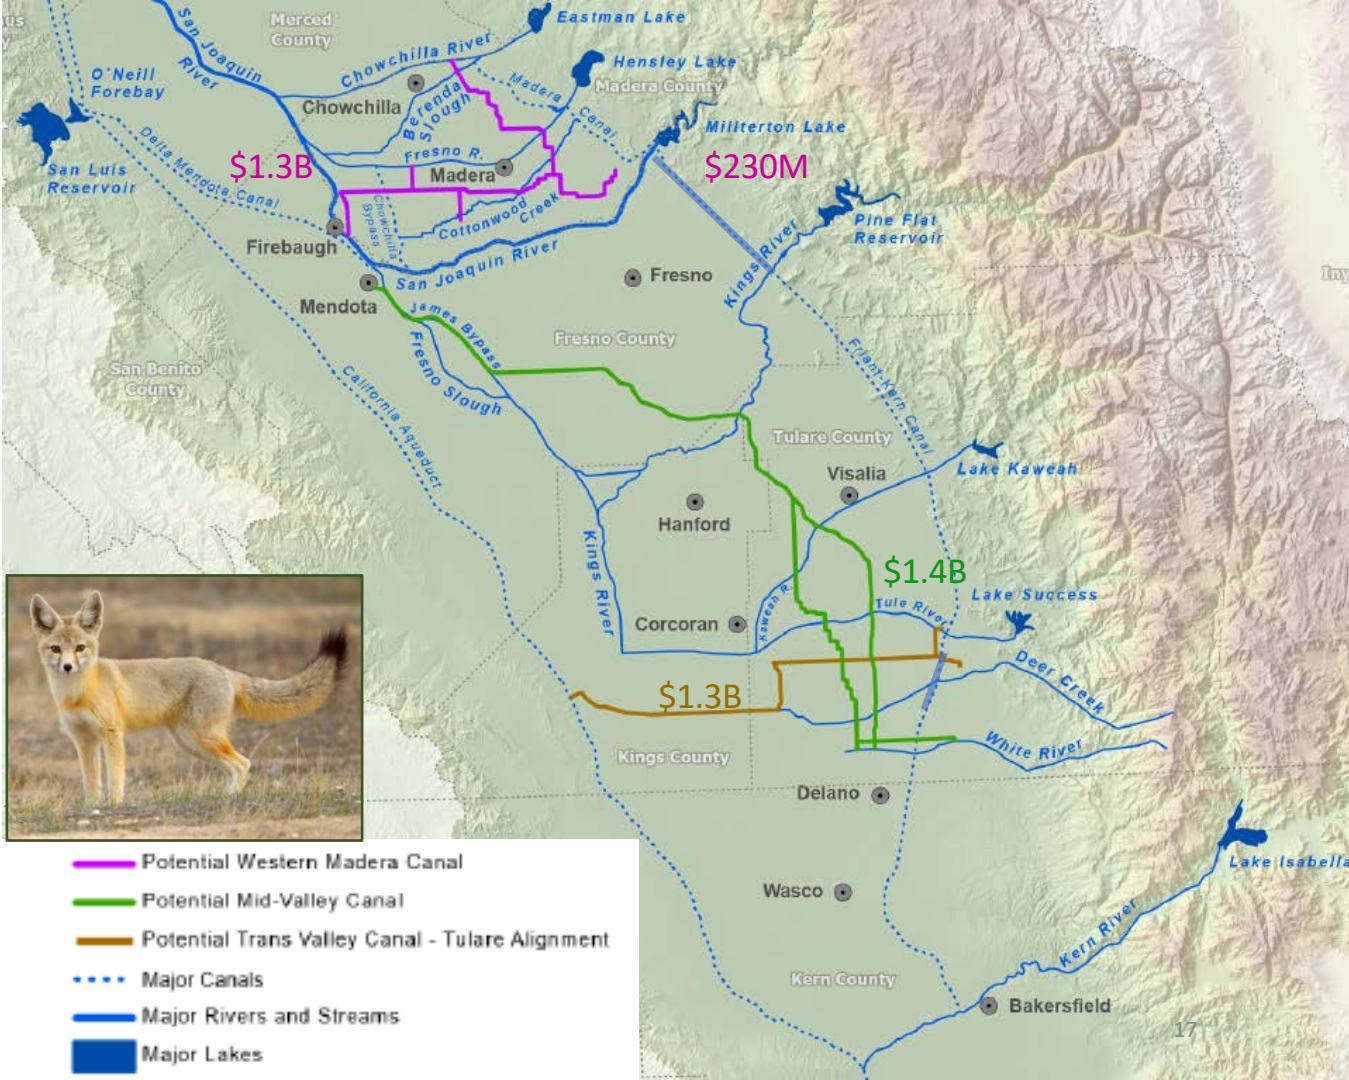 us
y
Merced
County
Eastman Lake
San Joaquin
River
Chowchilla River
O'Neill
Forebay
Hensley Lake
Madera County
Chowchilla
Berenda
Slough
Madera
Canal
Millterton Lake
Delta Mendota Canal
Fresno R.
$1.3B
$230M
San Luis
Reservoir
Madera
Chowchilla
Bypass
Cottonwood
Creek
Pine Flat
Reservoir
Firebaugh
San Joaquin River
Kings River
Fresno
Iny
Mendota
James Bypass
Fresno County
Fresno Slough
San Benito
County
California Aqueduct
Friant-Kern Canal
Tulare County
Visalia
Lake Kaweah
Hanford
Kings River
$1.4B
Kaweah R.
Tule River
Lake Success
Corcoran
Deer Creek
$1.3B
Kings County
White River
Delano
Lake Isabella
Wasco
Kern River
Kern County
Bakersfield
17
Potential Western Madera Canal
Potential Mid-Valley Canal
Potential Trans Valley Canal - Tulare Alignment
Major Canals
Major Rivers and Streams
Major Lakes